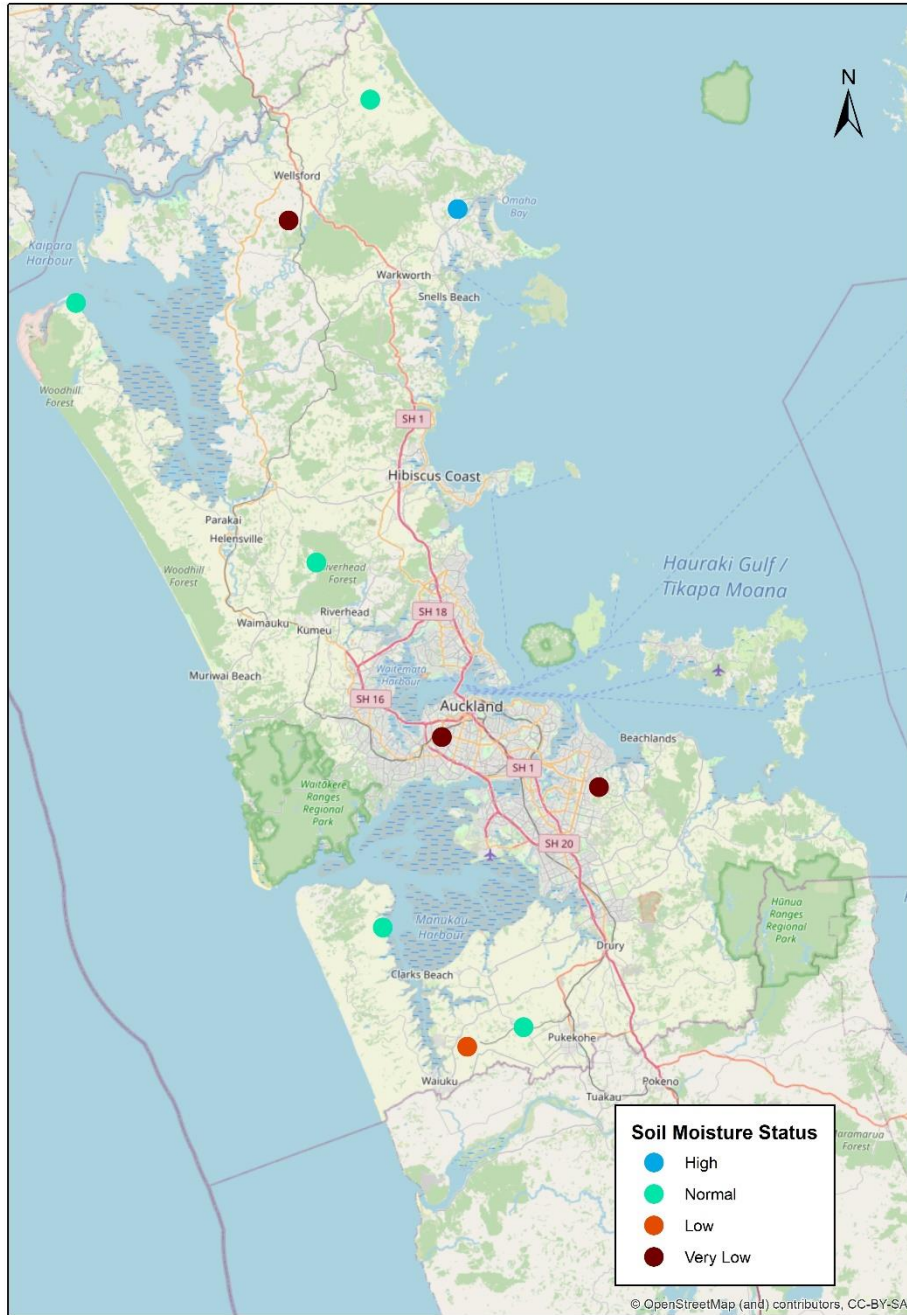 N
Wellsford
Omaha
Bay
Kaipara
Harbour
Warkworth
Snells Beach
Woodhill
Forest
SH 1
Hibiscus Coast
Parakai
Helensville
Hauraki Gulf /
Tīkapa Moana
Woodhill
Forest
Riverhead
Forest
SH 18
Riverhead
Waimauku
Kumeu
Waitematā
Harbour
Muriwai Beach
SH 16
Auckland
Beachlands
SH 1
Waitākere
Ranges
Regional
Park
SH 20
Hūnua
Ranges
Regional
Park
Manukau
Harbour
Drury
Clarks Beach
Pukekohe
Waiuku
Pokeno
Tuakau
Soil Moisture Status
High
Normal
Low
Very Low
Forest
© OpenStreetMap (and) contributors, CC-BY-SA